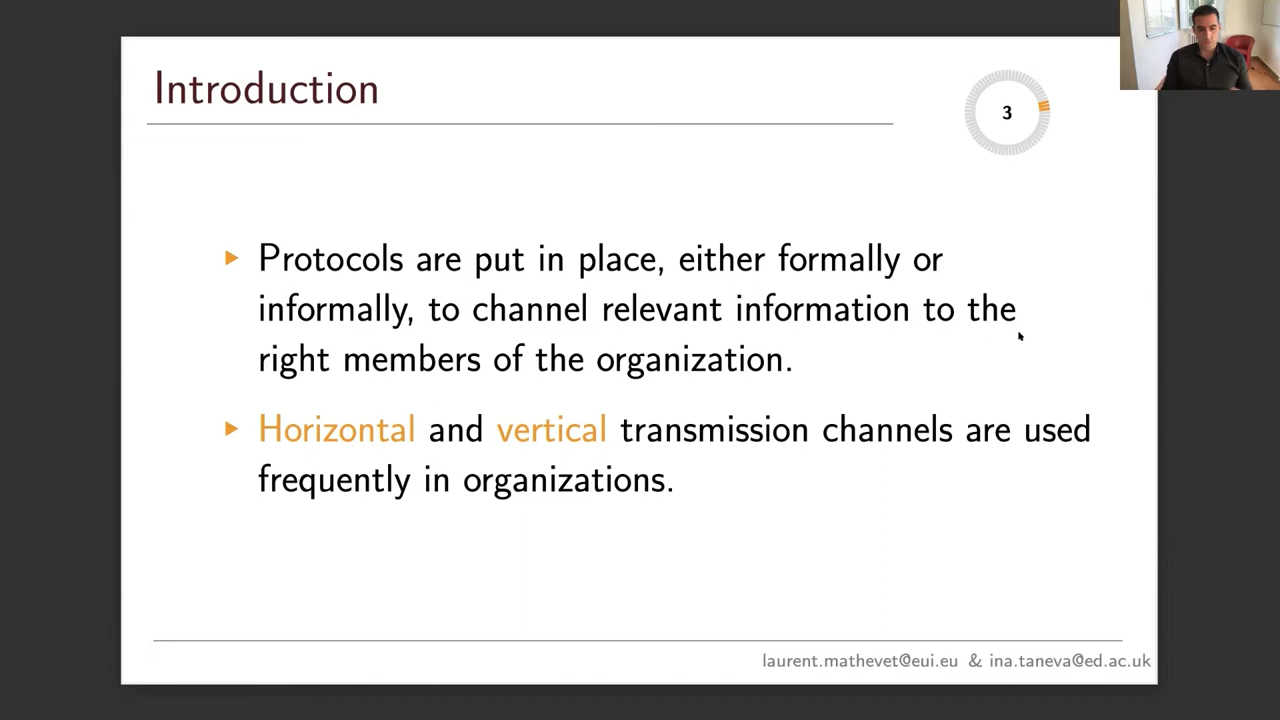 Introduction
3
Protocols are put in place, either formally or
informally, to channel relevant information to the
right members of the organization.
Horizontal and vertical transmission channels are used
frequently in organizations.
laurent.mathevet@eui.eu & ina.taneva@ed.ac.uk